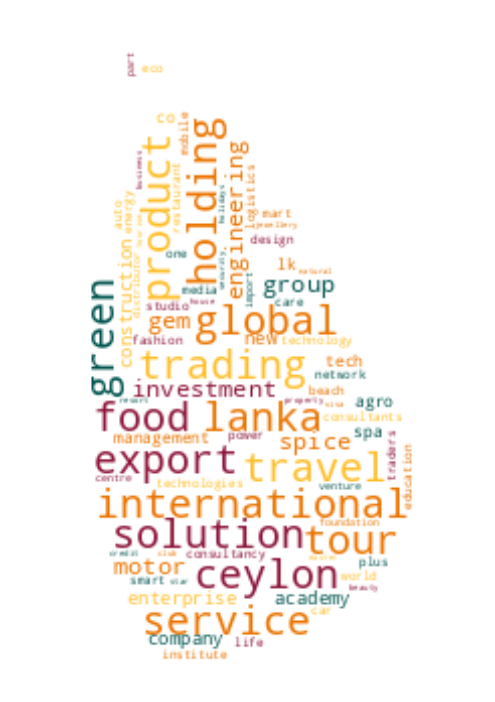 part
eco
co
mobile
holding
product
engineering
business
restaurant
logistics
holidays
auto
energy
mart
jewellery
design
one
security
construction
distributor
lk
natural
import
group
media
house
care
green
studio
gem
global
fashion
new
technology
trading
tech
network
investment
beach
resort
property
visa
agro
food
lanka
consultants
management
power
spice
spa
traders
export
travel
education
centre
technologies
venture
international
foundation
solution
tour
credit
club
consultancy
motor
ceylon
plus
smart
star
world
beauty
enterprise
academy
car
service
company
life
institute